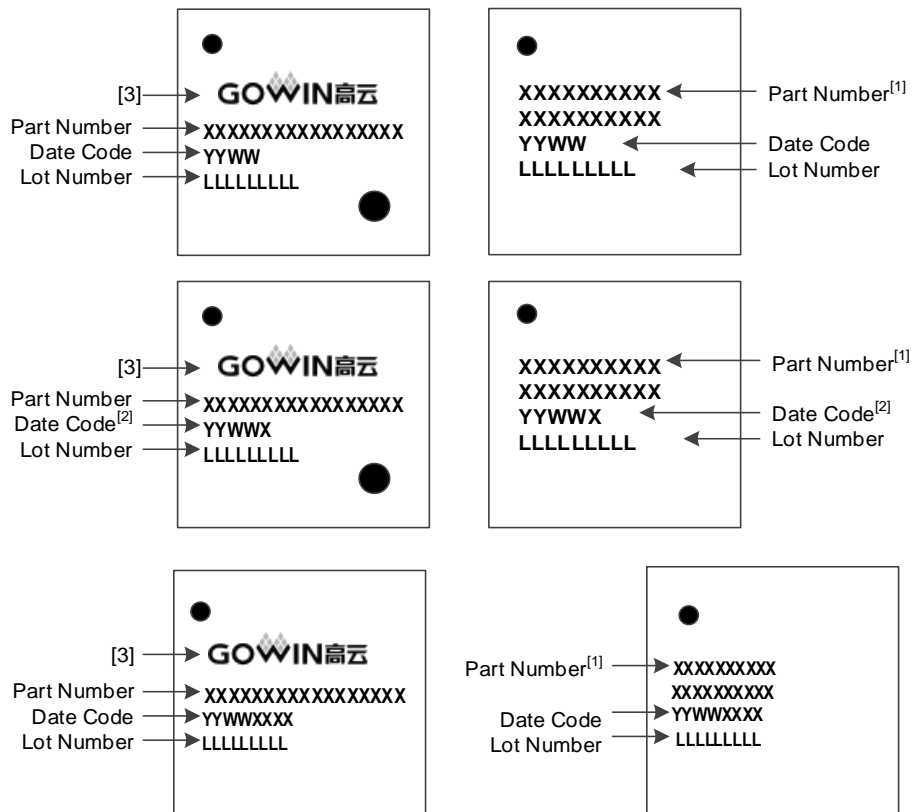 [3]
GOWIN高云
Part Number
XXXXXXXXXXXXXXXXX
Date Code
YYWW
Lot Number
LLLLLLLLL
XXXXXXXXXX
Part Number[1]
XXXXXXXXXX
YYWW
Date Code
LLLLLLLLL
Lot Number
[3]
GOWIN高云
Part Number
XXXXXXXXXXXXXXXXX
Date Code[2]
YYWWX
Lot Number
LLLLLLLLL
XXXXXXXXXX
Part Number[1]
XXXXXXXXXX
YYWWX
Date Code[2]
LLLLLLLLL
Lot Number
[3]
GOWIN高云
Part Number
XXXXXXXXXXXXXXXXX
Date Code
YYWWXXXX
Lot Number
LLLLLLLLL
Part Number[1]
XXXXXXXXXX
XXXXXXXXXX
Date Code
YYWWXXXX
Lot Number
LLLLLLLLL